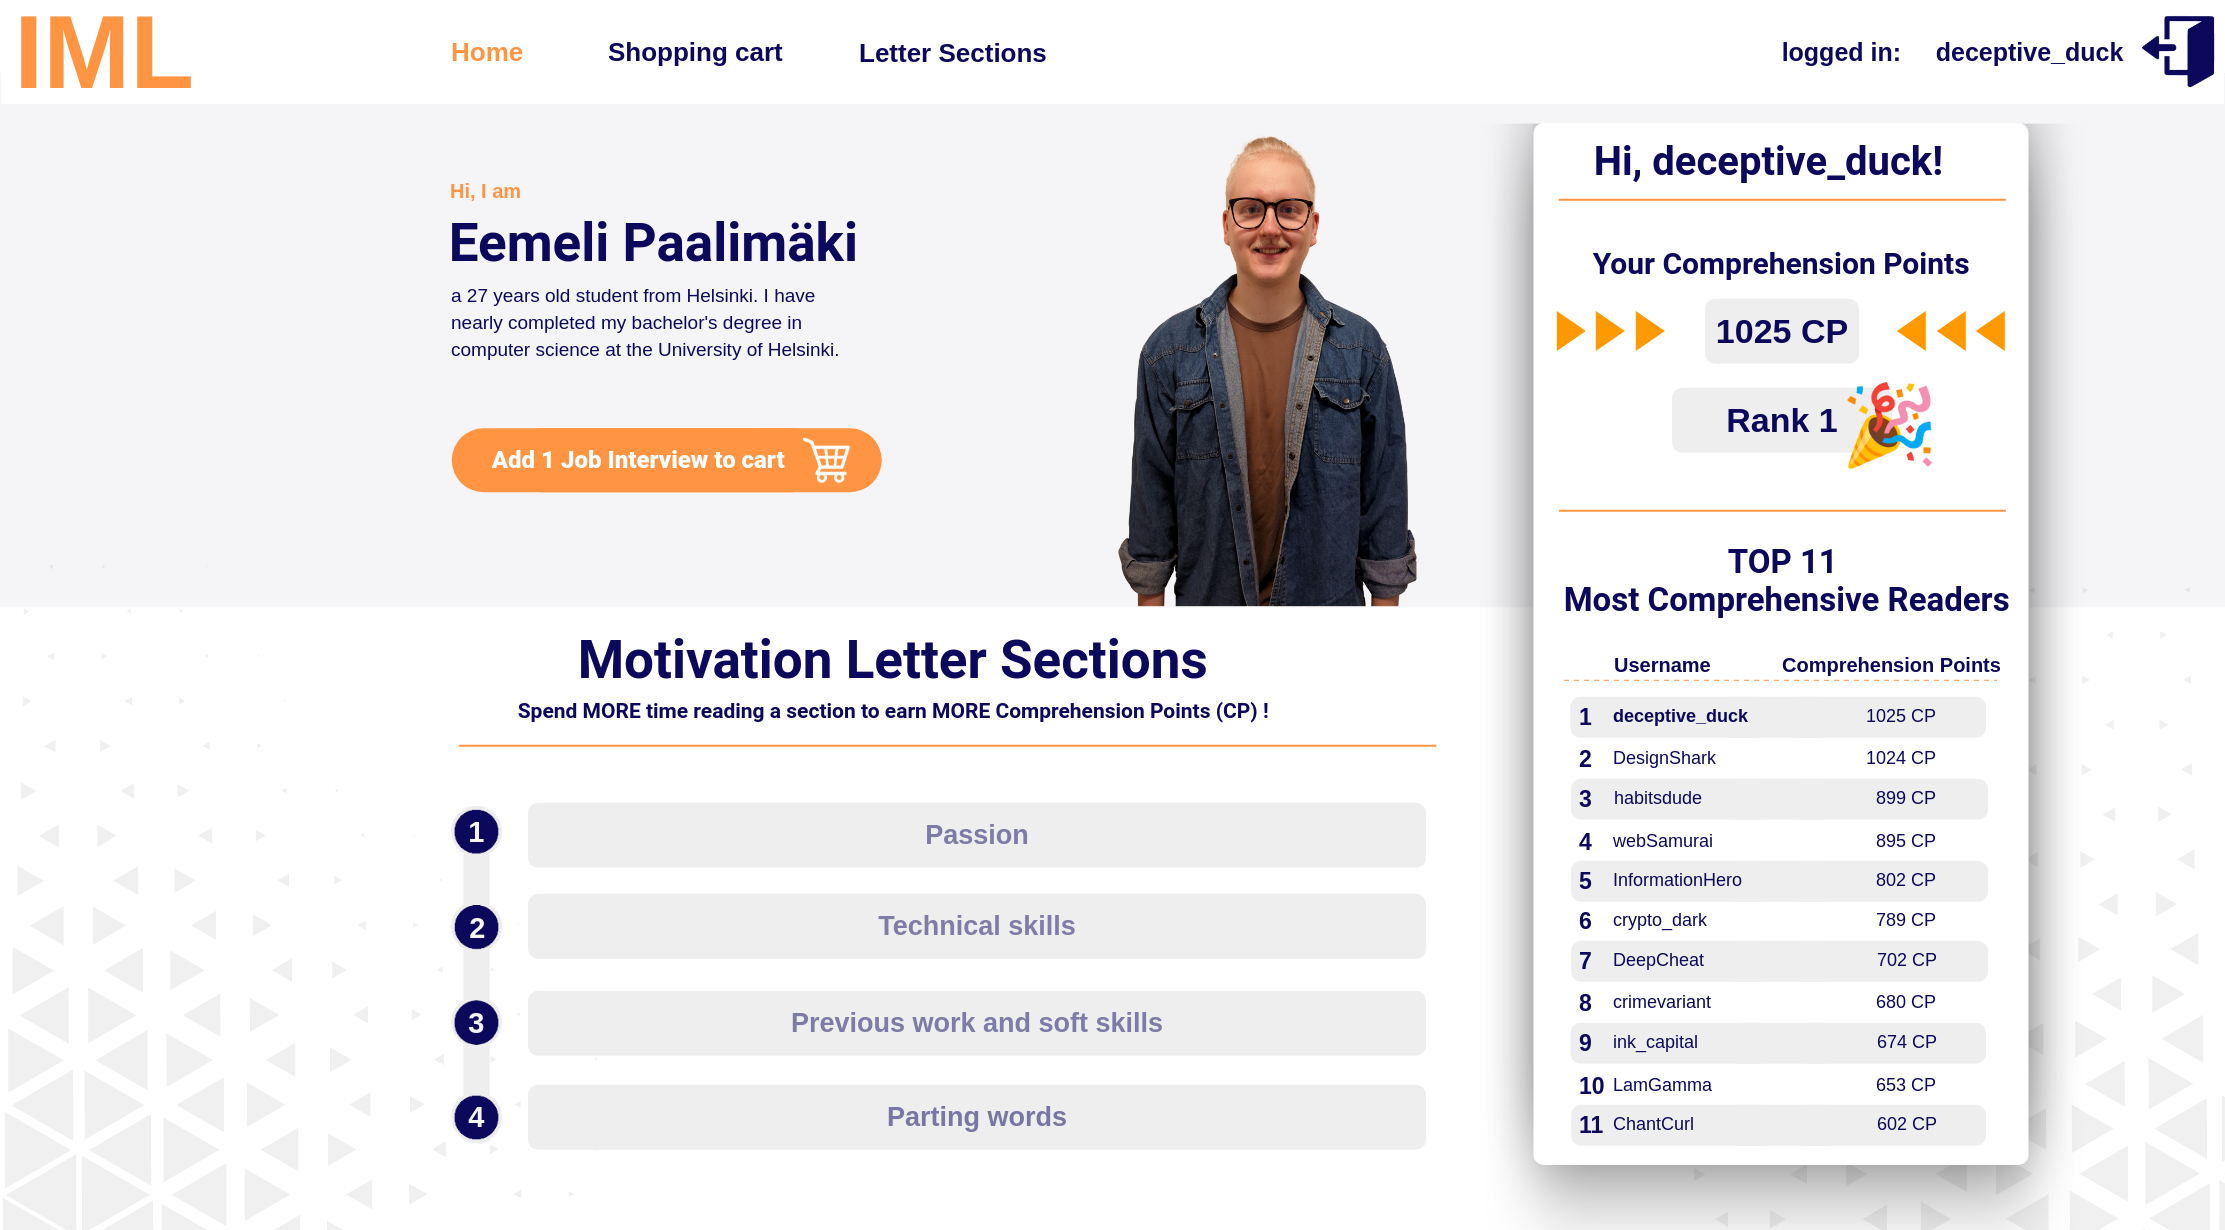 IML
Home
Shopping cart
Letter Sections
logged in:
deceptive_duck
Hi, I am
Eemeli Paalimäki
a 27 years old student from Helsinki. I have
nearly completed my bachelor's degree in
computer science at the University of Helsinki.
Add 1 Job Interview to cart
Motivation Letter Sections
Spend MORE time reading a section to earn MORE Comprehension Points (CP) !
1 Passion
2 Technical skills
3 Previous work and soft skills
4 Parting words
Hi, deceptive_duck!
Your Comprehension Points
1025 CP
Rank 1
TOP 11
Most Comprehensive Readers
Username Comprehension Points
1 deceptive_duck 1025 CP
2 DesignShark 1024 CP
3 habitsdude 899 CP
4 webSamurai 895 CP
5 InformationHero 802 CP
6 crypto_dark 789 CP
7 DeepCheat 702 CP
8 crimevariant 680 CP
9 ink_capital 674 CP
10 LamGamma 653 CP
11 ChantCurl 602 CP